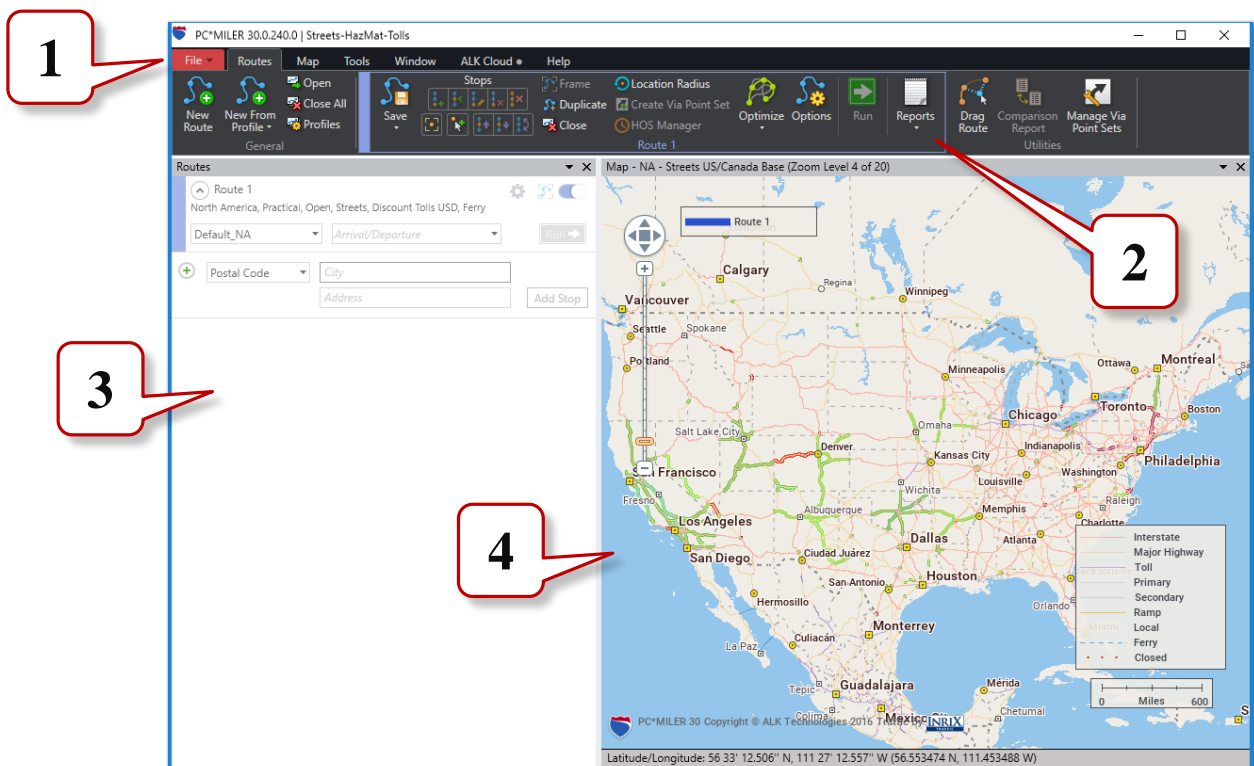 1
PC*MILER 30.0.240.0 | Streets-HazMat-Tolls
File Routes Map Tools Window ALK Cloud Help
New Route
New From Profile
Open
Close All
Profiles
General
Save
Stops
Frame
Duplicate
Close
Location Radius
Create Via Point Set
HOS Manager
Optimize
Options
Run
Reports
Route 1
Drag Route
Comparison Report
Manage Via Point Sets
Utilities
2
Routes
Route 1
North America, Practical, Open, Streets, Discount Tolls USD, Ferry
Default_NA
Arrival/Departure
Run
Postal Code
City
Address
Add Stop
3
Map - NA - Streets US/Canada Base (Zoom Level 4 of 20)
Route 1
Calgary
Regina
Winnipeg
Vancouver
Seattle
Spokane
Portland
Minneapolis
Ottawa
Montreal
Toronto
Boston
Chicago
Salt Lake City
Omaha
Denver
Kansas City
Indianapolis
Philadelphia
Washington
San Francisco
Louisville
Wichita
Fresno
Raleigh
Albuquerque
Memphis
Charlotte
Los Angeles
Dallas
Atlanta
San Diego
Ciudad Juárez
4
San Antonio
Houston
Jacksonville
Orlando
Hermosillo
Miami
Monterrey
La Paz
Culiacán
Tepic
Guadalajara
Mérida
Colima
Mexico City
Chetumal
Interstate
Major Highway
Toll
Primary
Secondary
Ramp
Local
Ferry
Closed
0 Miles 600
PC*MILER 30 Copyright © ALK Technologies 2016 Traffic by INRIX
TRAFFIC
Latitude/Longitude: 56 33' 12.506" N, 111 27' 12.557" W (56.553474 N, 111.453488 W)